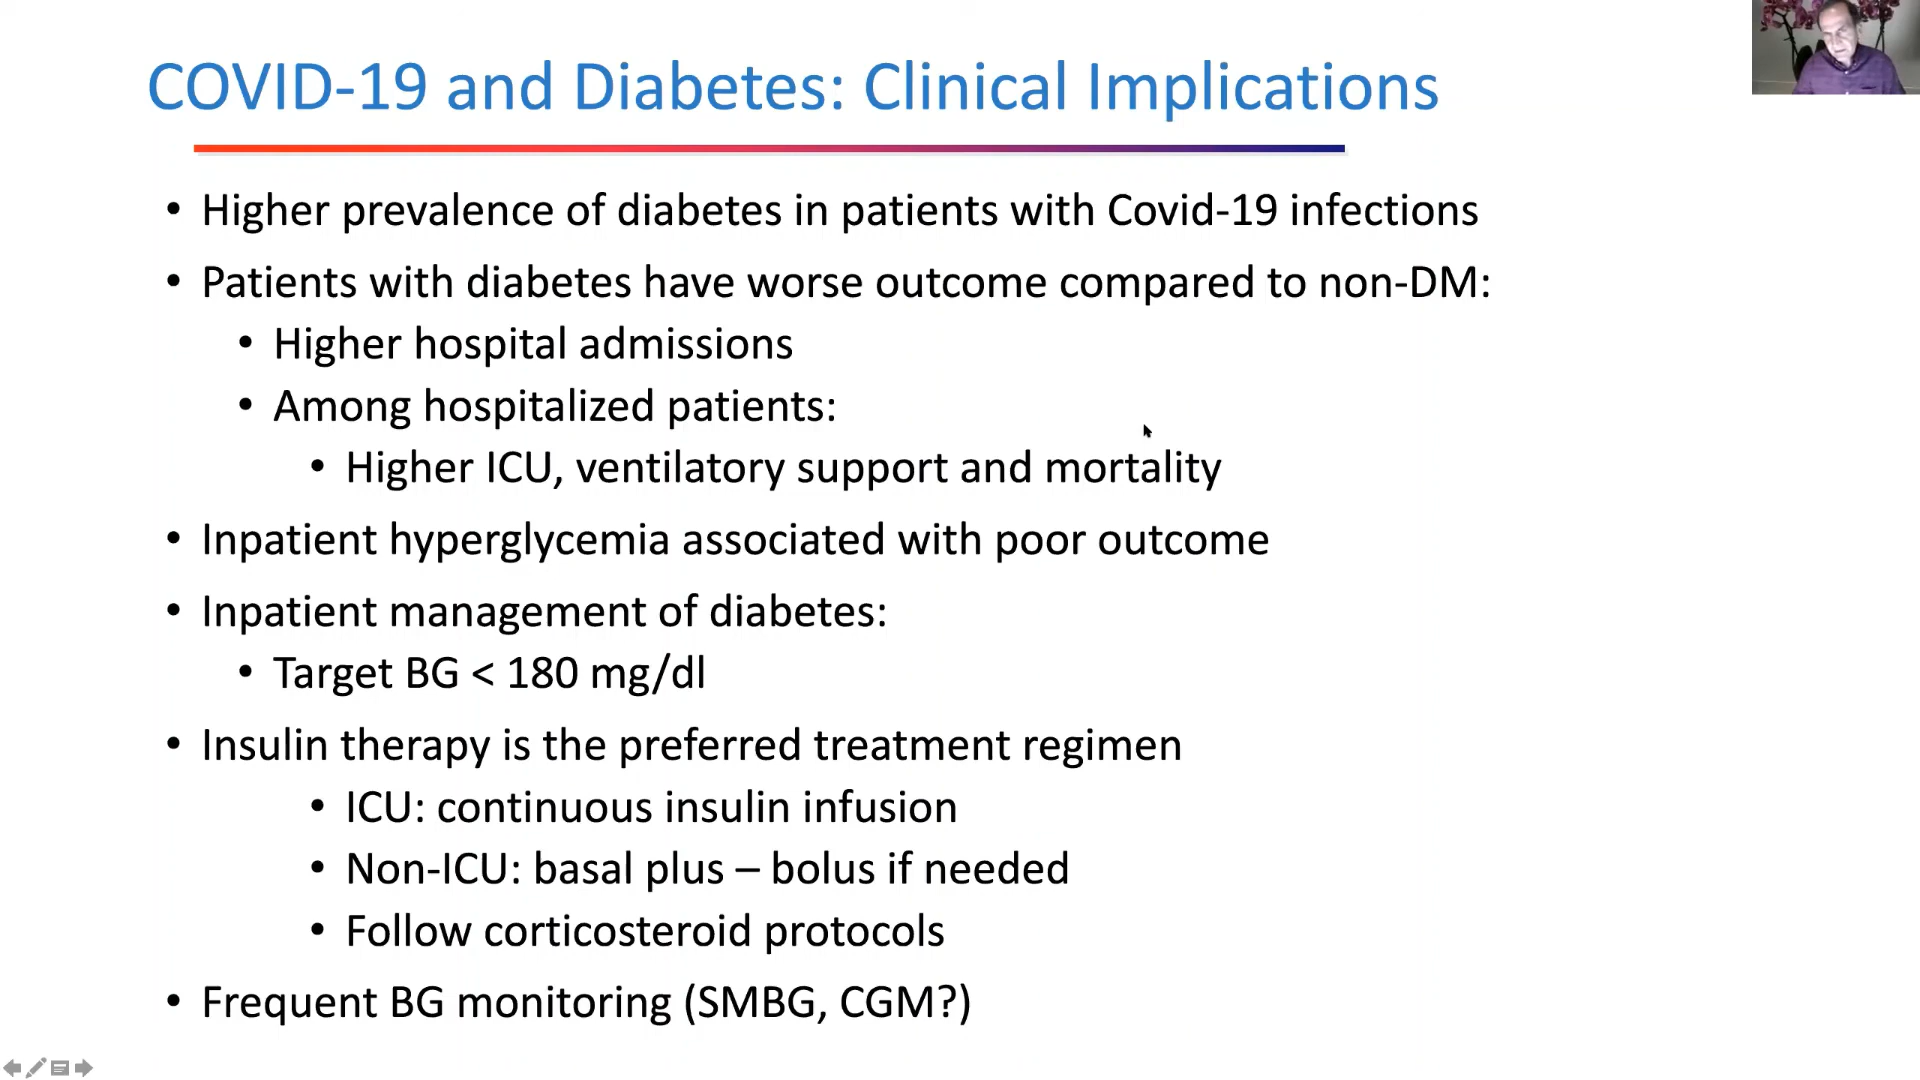 COVID-19 and Diabetes: Clinical Implications
• Higher prevalence of diabetes in patients with Covid-19 infections
• Patients with diabetes have worse outcome compared to non-DM:
• Higher hospital admissions
• Among hospitalized patients:
• Higher ICU, ventilatory support and mortality
• Inpatient hyperglycemia associated with poor outcome
• Inpatient management of diabetes:
• Target BG < 180 mg/dl
• Insulin therapy is the preferred treatment regimen
• ICU: continuous insulin infusion
• Non-ICU: basal plus – bolus if needed
• Follow corticosteroid protocols
• Frequent BG monitoring (SMBG, CGM?)